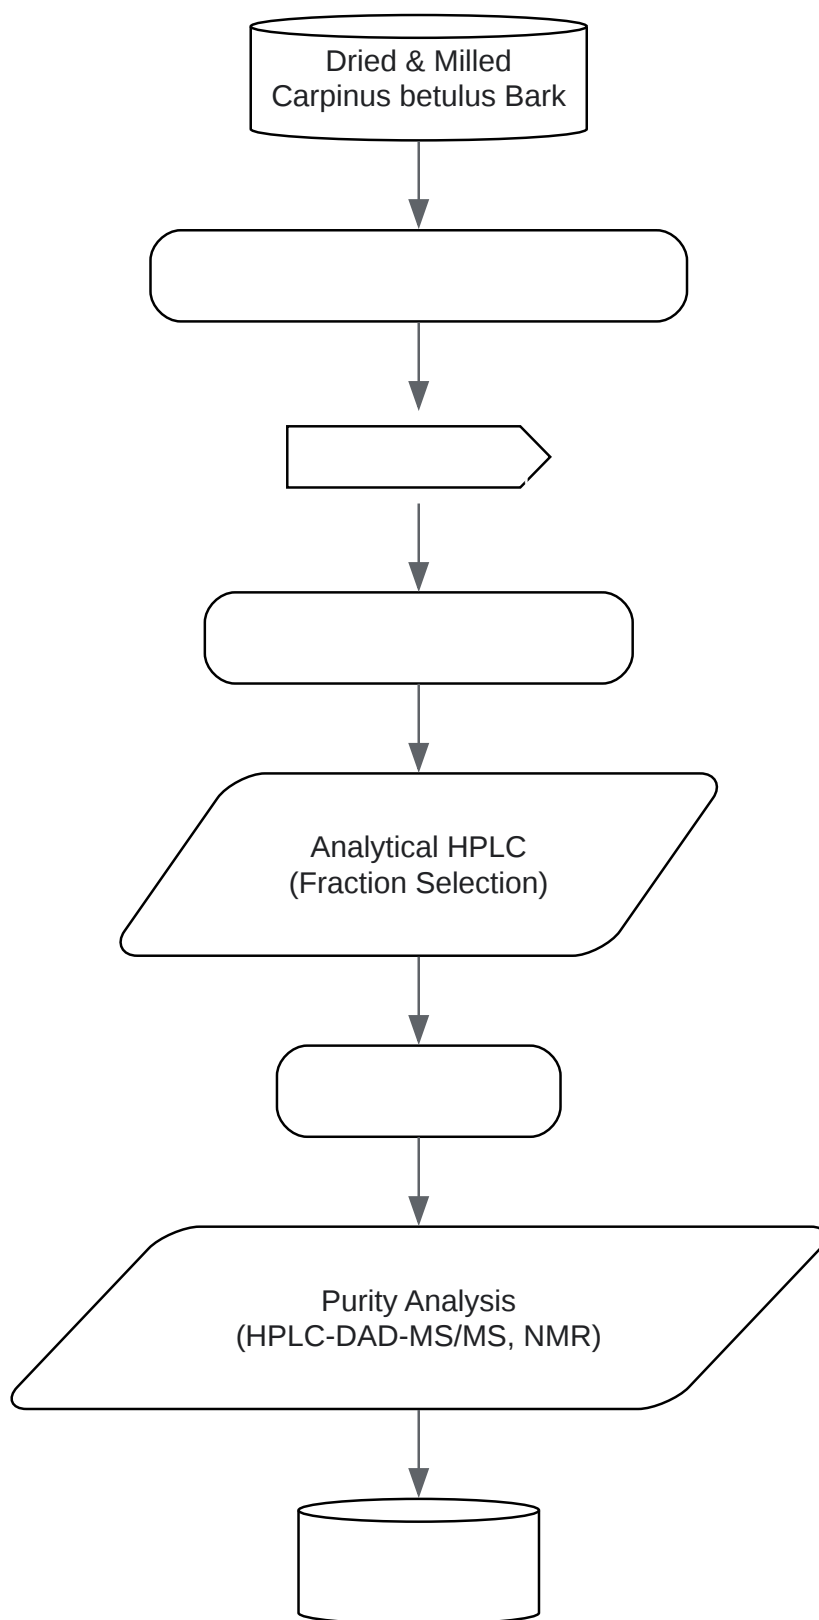 Dried & Milled
Carpinus betulus Bark
Analytical HPLC
(Fraction Selection)
Purity Analysis
(HPLC-DAD-MS/MS, NMR)